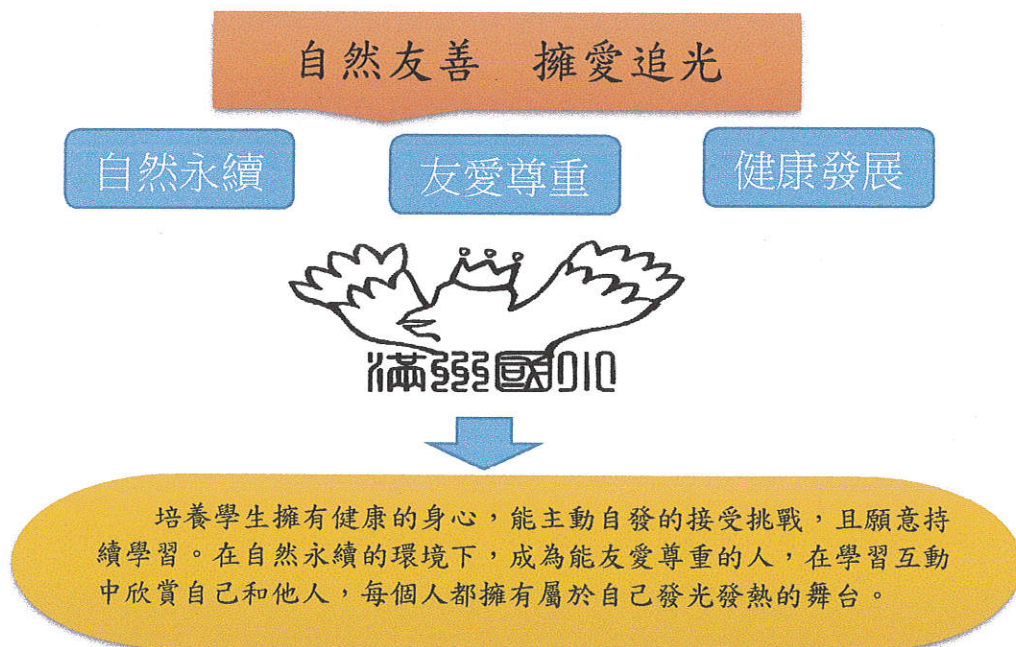 自然友善　擁愛追光
自然永續
友愛尊重
健康發展
滿州國小
培養學生擁有健康的身心，能主動自發的接受挑戰，且願意持
續學習。在自然永續的環境下，成為能友愛尊重的人，在學習互動
中欣賞自己和他人，每個人都擁有屬於自己發光發熱的舞台。